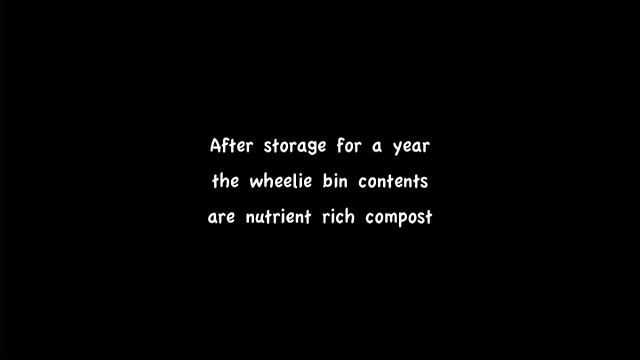 After storage for a year
the wheelie bin contents
are nutrient rich compost